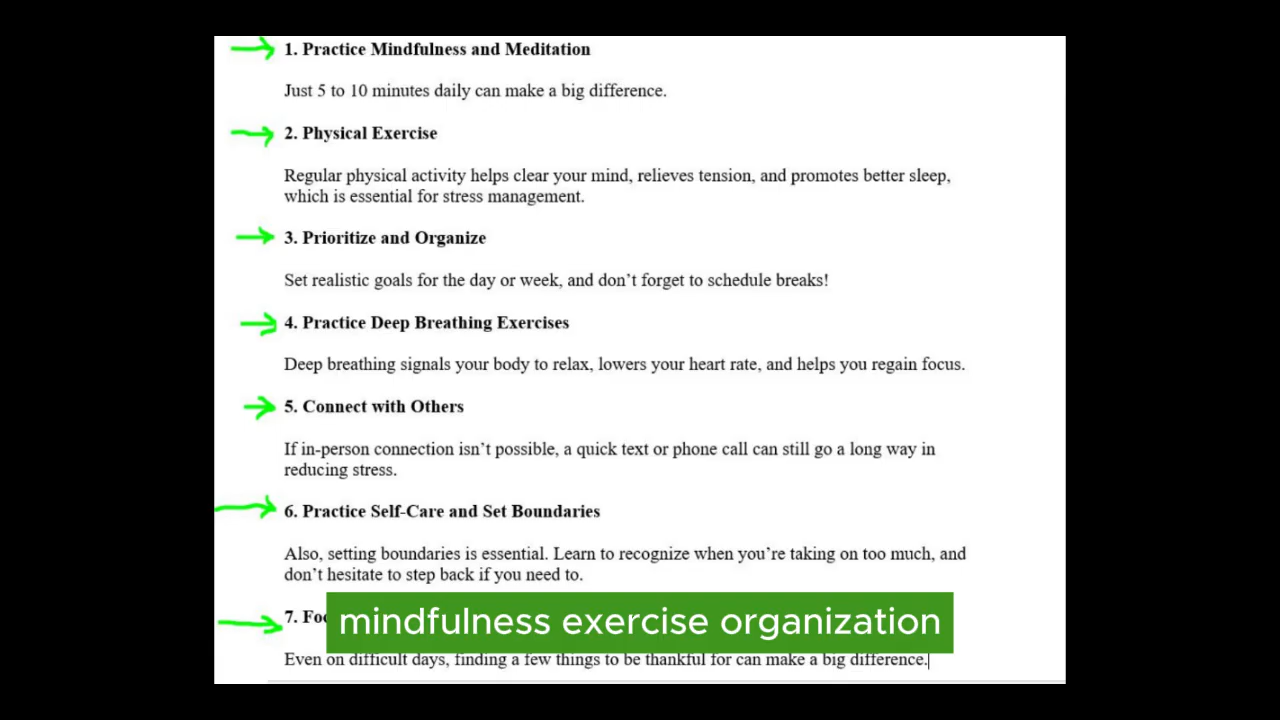 1. Practice Mindfulness and Meditation
Just 5 to 10 minutes daily can make a big difference.
2. Physical Exercise
Regular physical activity helps clear your mind, relieves tension, and promotes better sleep,
which is essential for stress management.
3. Prioritize and Organize
Set realistic goals for the day or week, and don’t forget to schedule breaks!
4. Practice Deep Breathing Exercises
Deep breathing signals your body to relax, lowers your heart rate, and helps you regain focus.
5. Connect with Others
If in-person connection isn’t possible, a quick text or phone call can still go a long way in
reducing stress.
6. Practice Self-Care and Set Boundaries
Also, setting boundaries is essential. Learn to recognize when you’re taking on too much, and
don’t hesitate to step back if you need to.
7.
mindfulness exercise organization
Even on difficult days, finding a few things to be thankful for can make a big difference.